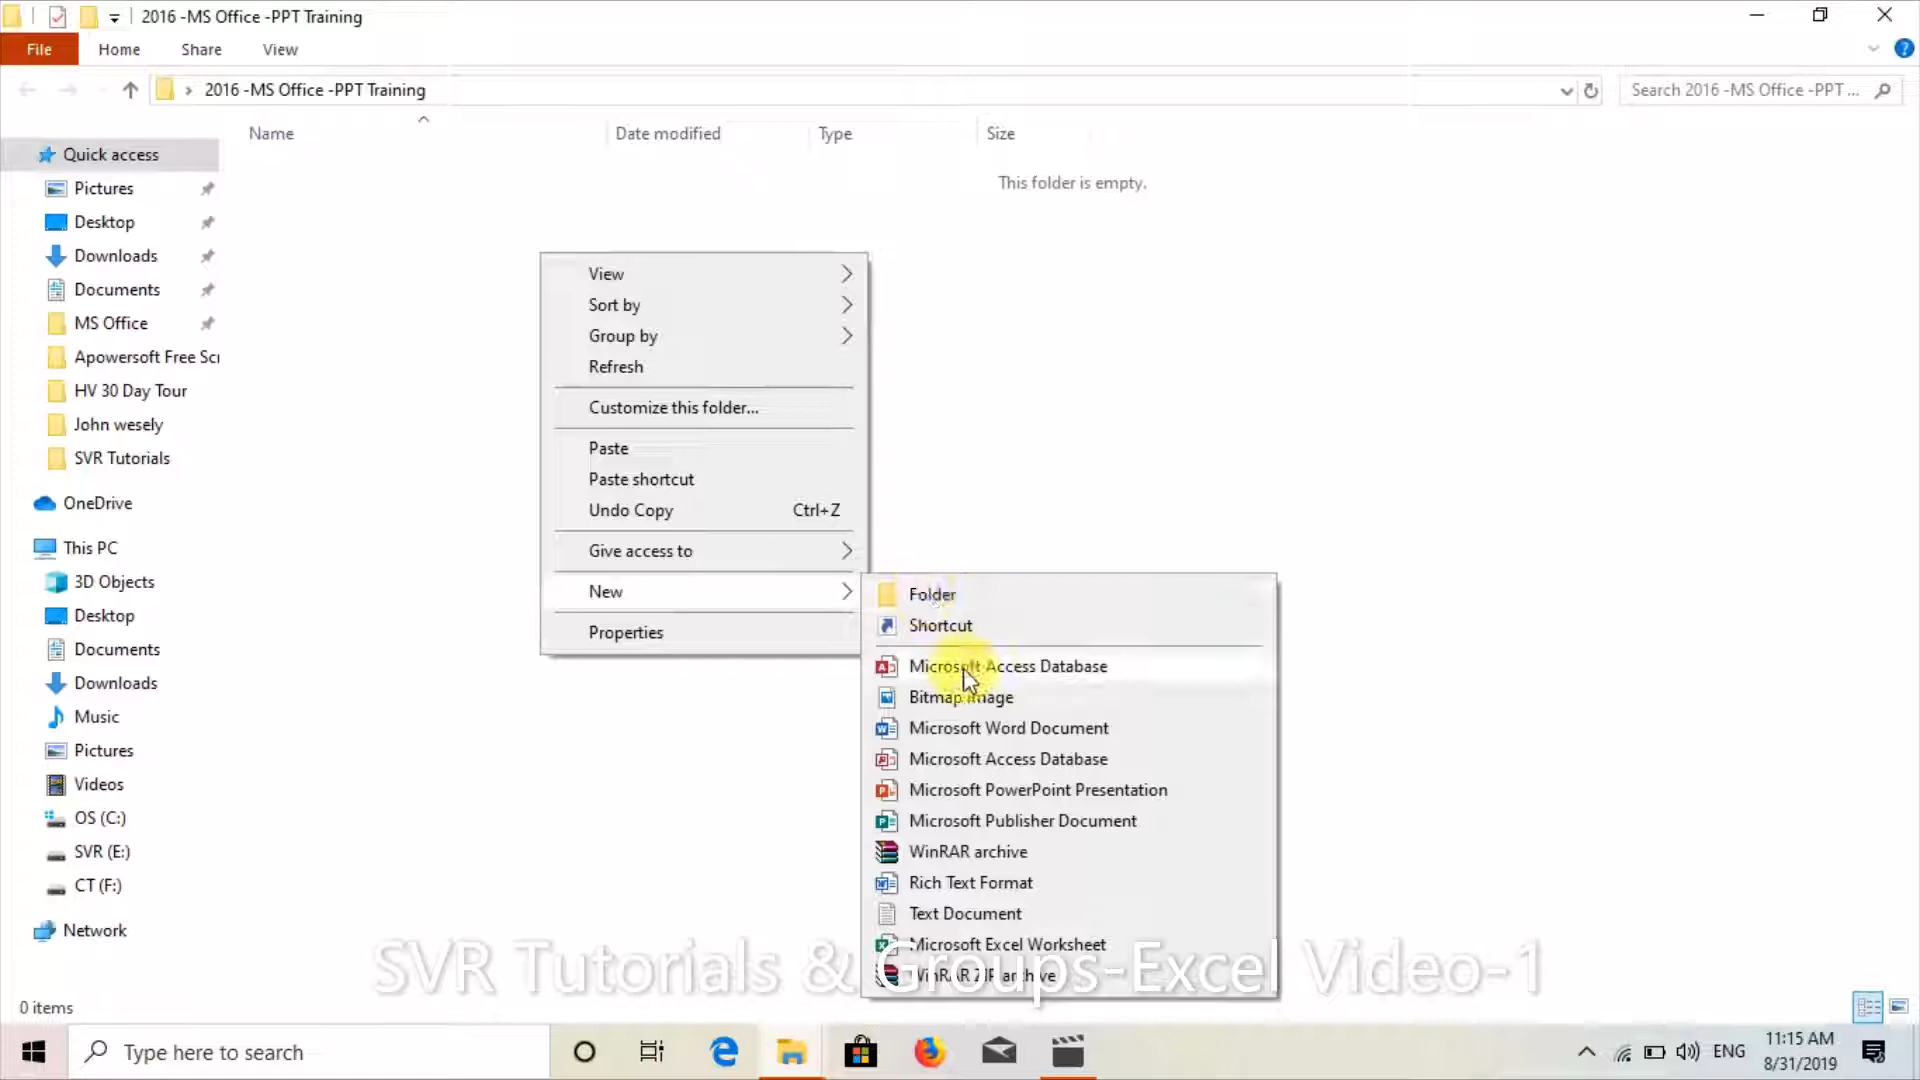 2016 -MS Office -PPT Training
File Home Share View
2016 -MS Office -PPT Training
Search 2016 -MS Office -PPT ...
Name Date modified Type Size
This folder is empty.
Quick access
Pictures
Desktop
Downloads
Documents
MS Office
Apowersoft Free Scr
HV 30 Day Tour
John wesely
SVR Tutorials
OneDrive
This PC
3D Objects
Desktop
Documents
Downloads
Music
Pictures
Videos
OS (C:)
SVR (E:)
CT (F:)
Network
View
Sort by
Group by
Refresh
Customize this folder...
Paste
Paste shortcut
Undo Copy Ctrl+Z
Give access to
New
Properties
Folder
Shortcut
Microsoft Access Database
Bitmap image
Microsoft Word Document
Microsoft Access Database
Microsoft PowerPoint Presentation
Microsoft Publisher Document
WinRAR archive
Rich Text Format
Text Document
Microsoft Excel Worksheet
WinRAR ZIP archive
SVR Tutorials & Groups-Excel Video-1
0 items
Type here to search
ENG
11:15 AM
8/31/2019